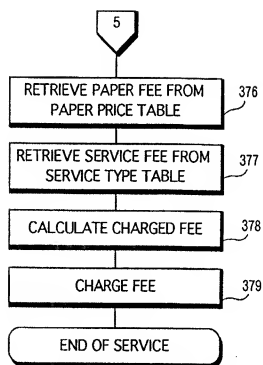 5
RETRIEVE PAPER FEE FROM
PAPER PRICE TABLE
376
RETRIEVE SERVICE FEE FROM
SERVICE TYPE TABLE
377
CALCULATE CHARGED FEE
378
CHARGE FEE
379
END OF SERVICE